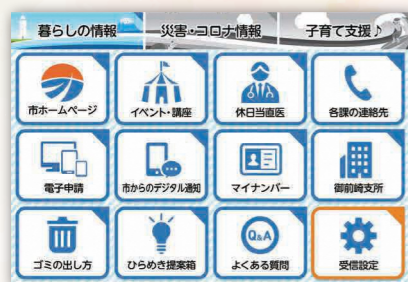 暮らしの情報
災害・コロナ情報
子育て支援♪
市ホームページ
イベント・講座
休日当直医
各課の連絡先
電子申請
市からのデジタル通知
マイナンバー
御前崎支所
ゴミの出し方
ひらめき提案箱
Q&A
よくある質問
受信設定